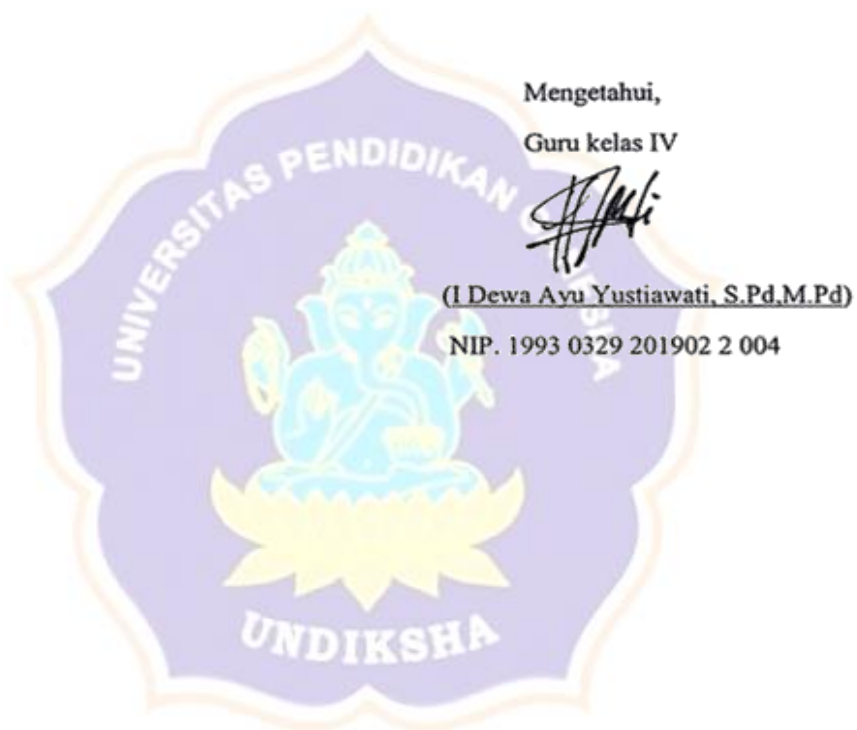 Mengetahui,
Guru kelas IV
(I Dewa Ayu Yustiawati, S.Pd,M.Pd)
NIP. 1993 0329 201902 2 004
UNIVERSITAS PENDIDIKAN
UNDIKSHA